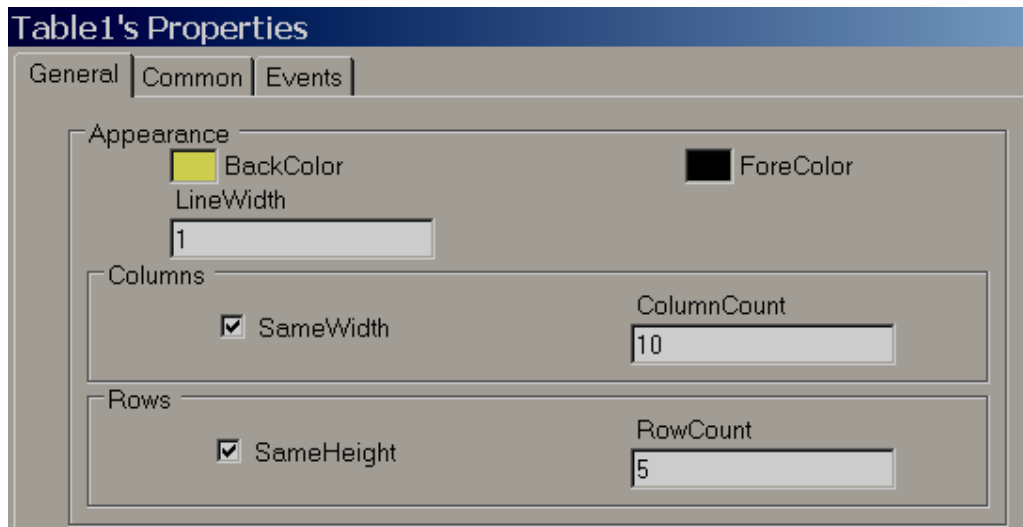 Table1's Properties
General Common Events
Appearance
BackColor ForeColor
LineWidth
1
Columns
SameWidth
ColumnCount
10
Rows
SameHeight
RowCount
5